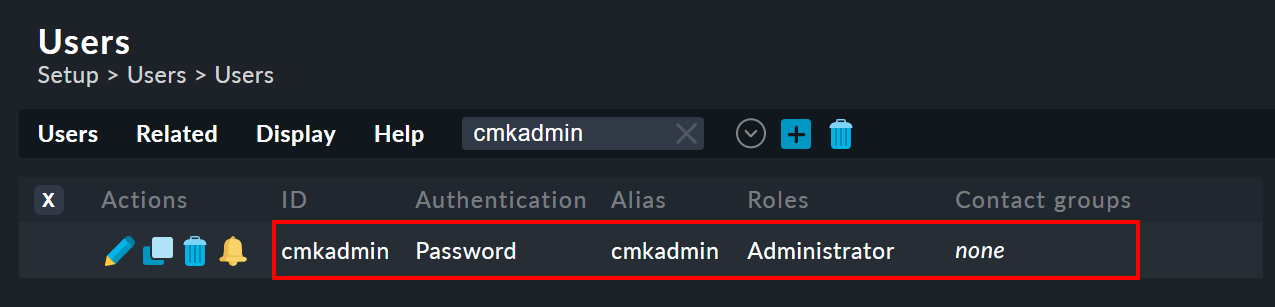 Users
Setup > Users > Users
Users Related Display Help cmkadmin
X Actions ID Authentication Alias Roles Contact groups
cmkadmin Password cmkadmin Administrator none